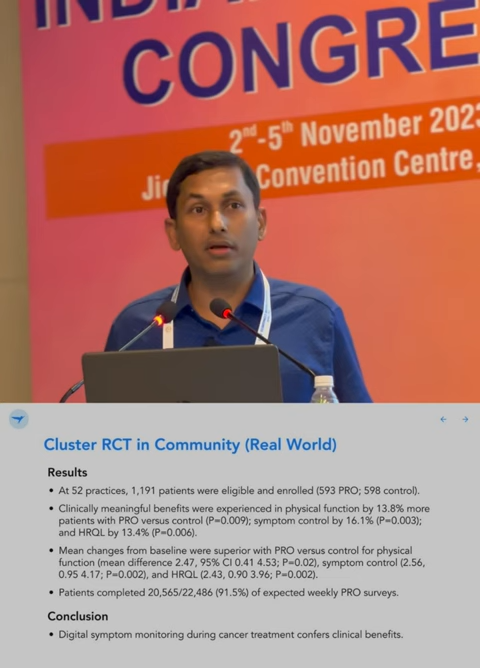 CONGRE
2nd-5th November 2023
Convention Centre,
Cluster RCT in Community (Real World)
Results
• At 52 practices, 1,191 patients were eligible and enrolled (593 PRO; 598 control).
• Clinically meaningful benefits were experienced in physical function by 13.8% more
patients with PRO versus control (P=0.009); symptom control by 16.1% (P=0.003);
and HRQL by 13.4% (P=0.006).
• Mean changes from baseline were superior with PRO versus control for physical
function (mean difference 2.47, 95% CI 0.41 4.53; P=0.02), symptom control (2.56,
0.95 4.17; P=0.002), and HRQL (2.43, 0.90 3.96; P=0.002).
• Patients completed 20,565/22,486 (91.5%) of expected weekly PRO surveys.
Conclusion
• Digital symptom monitoring during cancer treatment confers clinical benefits.